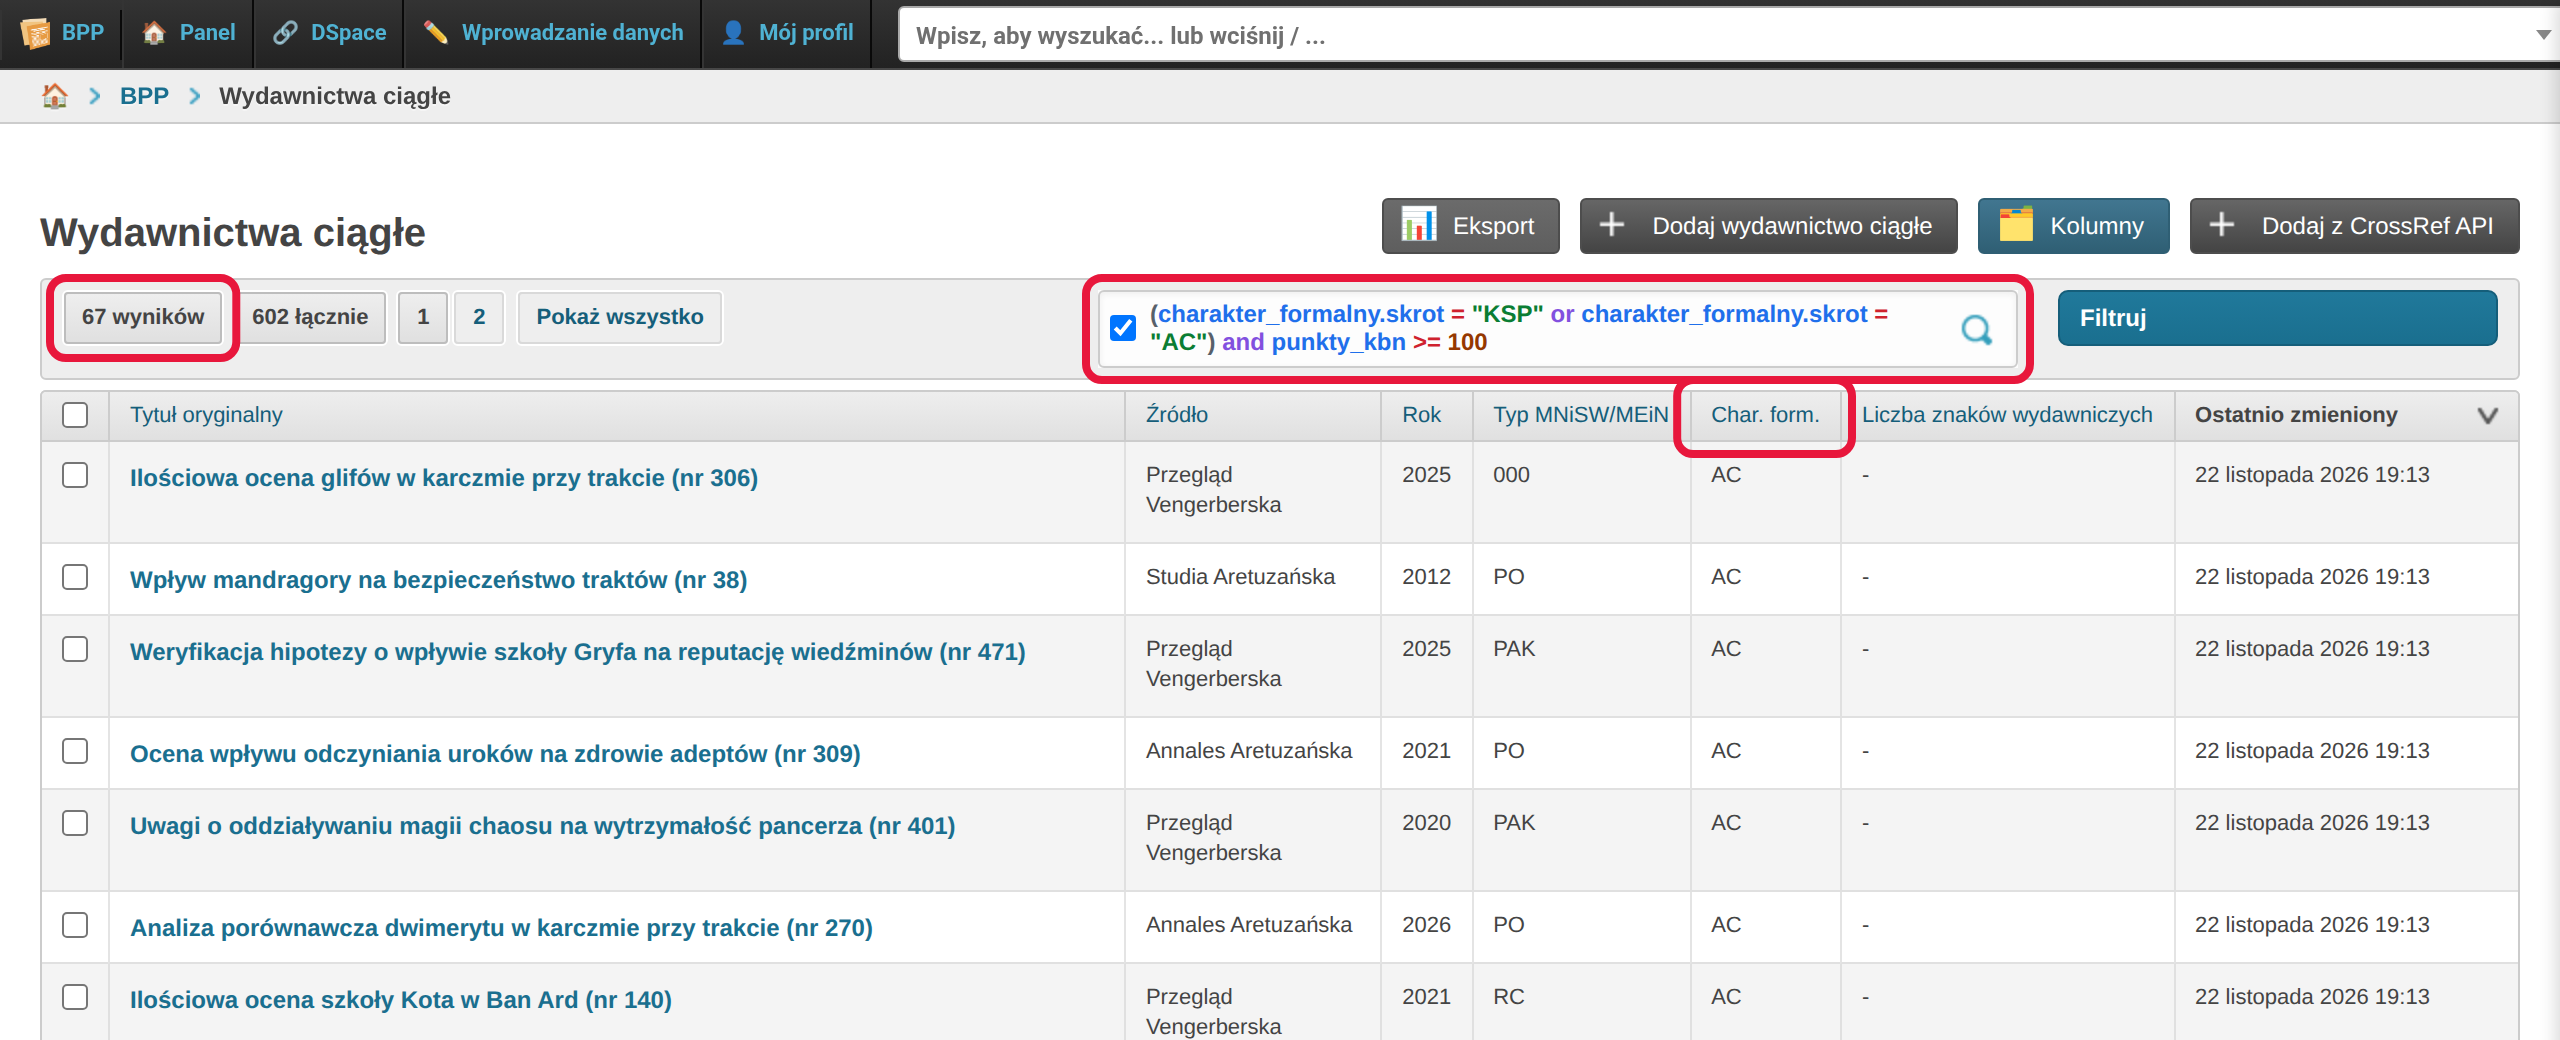 BPP Panel DSpace Wprowadzanie danych Mój profil Wpisz, aby wyszukać... lub wciśnij / ...
BPP Wydawnictwa ciągłe
Wydawnictwa ciągłe
Eksport Dodaj wydawnictwo ciągłe Kolumny Dodaj z CrossRef API
67 wyników 602 łącznie 1 2 Pokaż wszystko
(charakter_formalny.skrot = "KSP" or charakter_formalny.skrot =
"AC") and punkty_kbn >= 100
Filtruj
Tytuł oryginalny Źródło Rok Typ MNiSW/MEiN Char. form. Liczba znaków wydawniczych Ostatnio zmieniony
Ilościowa ocena glifów w karczmie przy trakcie (nr 306) Przegląd 2025 000 AC - 22 listopada 2026 19:13
Vengerberska
Wpływ mandragory na bezpieczeństwo traktów (nr 38) Studia Aretuzańska 2012 PO AC - 22 listopada 2026 19:13
Weryfikacja hipotezy o wpływie szkoły Gryfa na reputację wiedźminów (nr 471) Przegląd 2025 PAK AC - 22 listopada 2026 19:13
Vengerberska
Ocena wpływu odczyniania uroków na zdrowie adeptów (nr 309) Annales Aretuzańska 2021 PO AC - 22 listopada 2026 19:13
Uwagi o oddziaływaniu magii chaosu na wytrzymałość pancerza (nr 401) Przegląd 2020 PAK AC - 22 listopada 2026 19:13
Vengerberska
Analiza porównawcza dwimerytu w karczmie przy trakcie (nr 270) Annales Aretuzańska 2026 PO AC - 22 listopada 2026 19:13
Ilościowa ocena szkoły Kota w Ban Ard (nr 140) Przegląd 2021 RC AC - 22 listopada 2026 19:13
Vengerberska